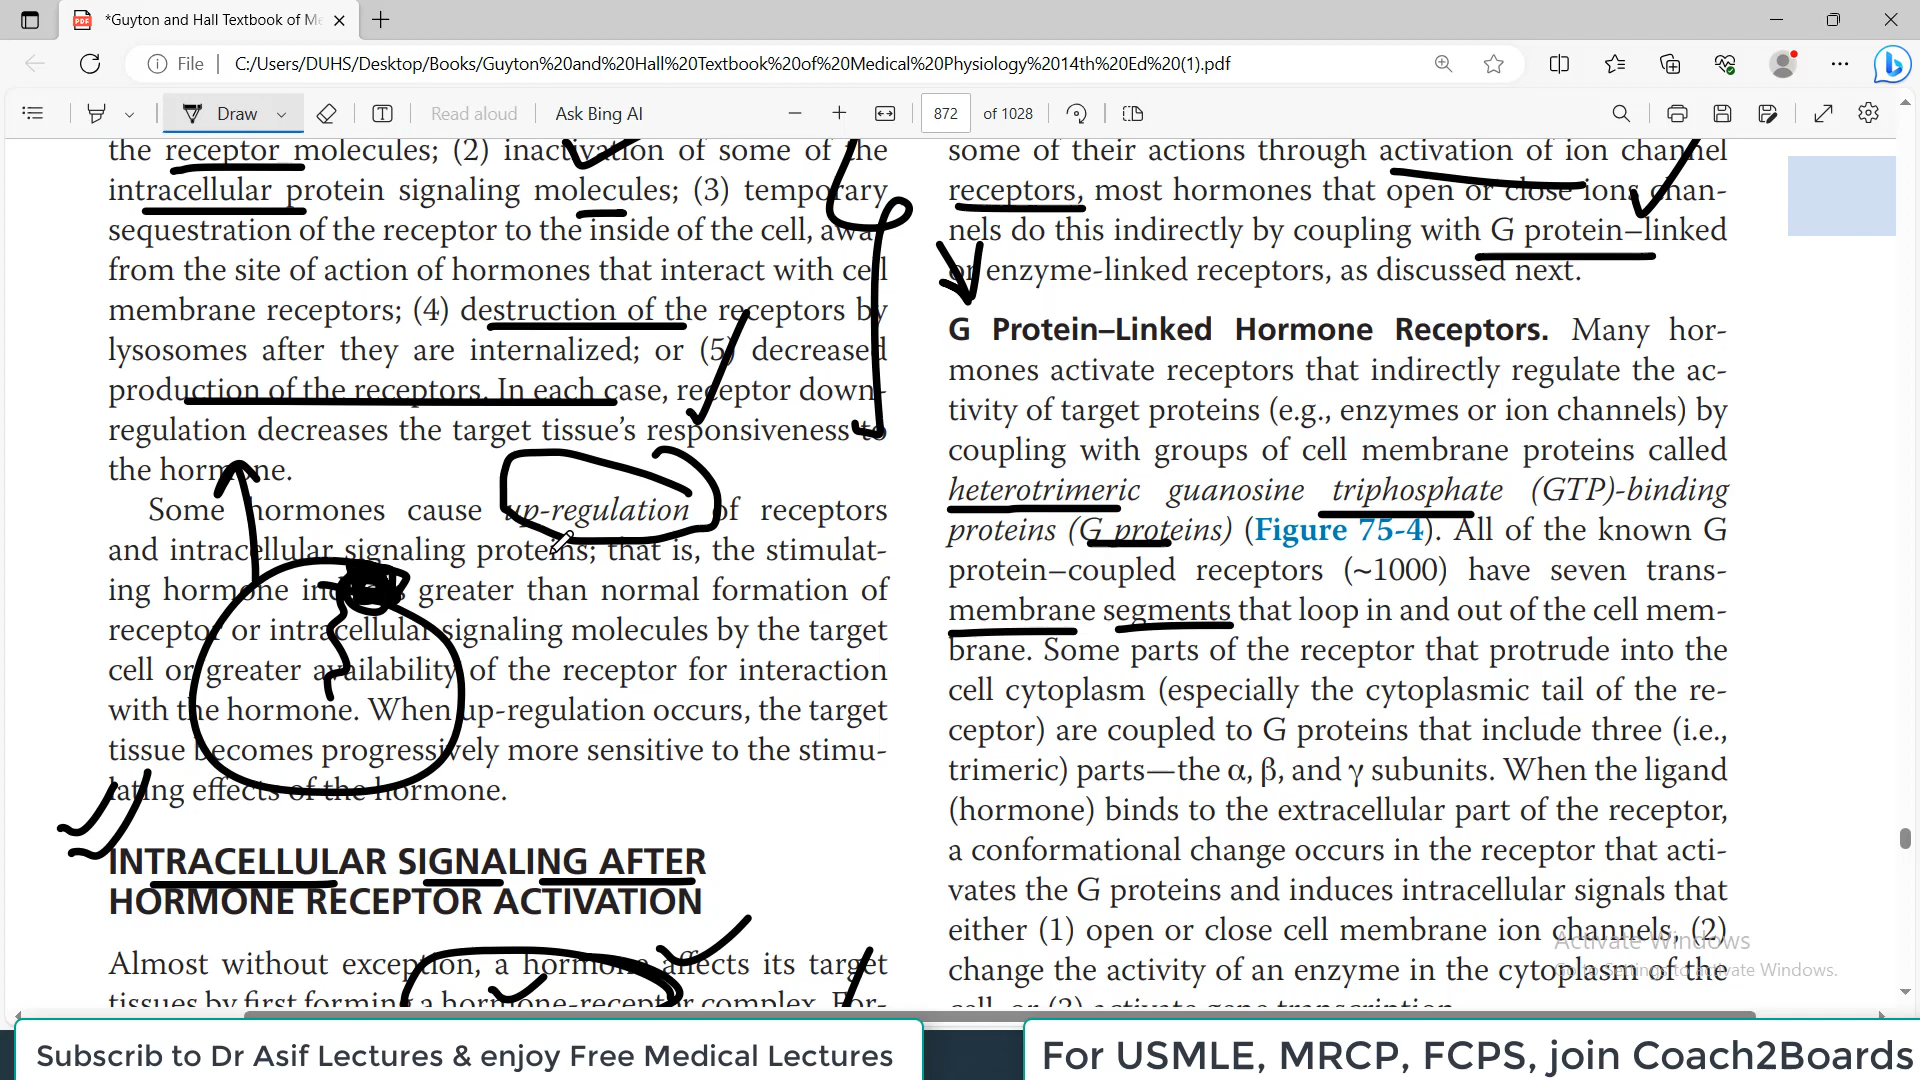 *Guyton and Hall Textbook of Me
File
C:/Users/DUHS/Desktop/Books/Guyton%20and%20Hall%20Textbook%20of%20Medical%20Physiology%2014th%20Ed%20(1).pdf
Draw
Read aloud
Ask Bing AI
872 of 1028
the receptor molecules; (2) inactivation of some of the
intracellular protein signaling molecules; (3) temporary
sequestration of the receptor to the inside of the cell, away
from the site of action of hormones that interact with cell
membrane receptors; (4) destruction of the receptors by
lysosomes after they are internalized; or (5) decreased
production of the receptors. In each case, receptor down-
regulation decreases the target tissue's responsiveness to
the hormone.
Some hormones cause up-regulation of receptors
and intracellular signaling proteins; that is, the stimulat-
ing hormone induces greater than normal formation of
receptor or intracellular signaling molecules by the target
cell or greater availability of the receptor for interaction
with the hormone. When up-regulation occurs, the target
tissue becomes progressively more sensitive to the stimu-
lating effects of the hormone.
INTRACELLULAR SIGNALING AFTER
HORMONE RECEPTOR ACTIVATION
Almost without exception, a hormone affects its target
tissues by first forming a hormone-receptor complex. For-
some of their actions through activation of ion channel
receptors, most hormones that open or close ions chan-
nels do this indirectly by coupling with G protein–linked
or enzyme-linked receptors, as discussed next.
G Protein–Linked Hormone Receptors. Many hor-
mones activate receptors that indirectly regulate the ac-
tivity of target proteins (e.g., enzymes or ion channels) by
coupling with groups of cell membrane proteins called
heterotrimeric guanosine triphosphate (GTP)-binding
proteins (G proteins) (Figure 75-4). All of the known G
protein–coupled receptors (~1000) have seven trans-
membrane segments that loop in and out of the cell mem-
brane. Some parts of the receptor that protrude into the
cell cytoplasm (especially the cytoplasmic tail of the re-
ceptor) are coupled to G proteins that include three (i.e.,
trimeric) parts—the α, β, and γ subunits. When the ligand
(hormone) binds to the extracellular part of the receptor,
a conformational change occurs in the receptor that acti-
vates the G proteins and induces intracellular signals that
either (1) open or close cell membrane ion channels, (2)
change the activity of an enzyme in the cytoplasm of the
cell, or (3) activate gene transcription.
Activate Windows
Go to Settings to activate Windows.
Subscrib to Dr Asif Lectures & enjoy Free Medical Lectures
For USMLE, MRCP, FCPS, join Coach2Boards